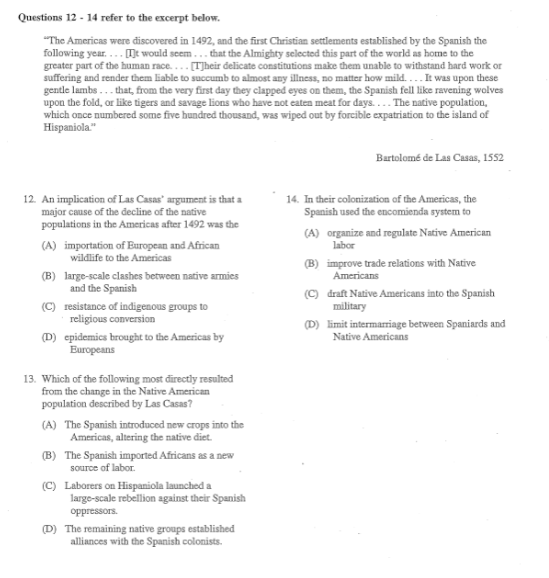 Questions 12 - 14 refer to the excerpt below.
“The Americas were discovered in 1492, and the first Christian settlements established by the Spanish the
following year. . . . [I]t would seem . . . that the Almighty selected this part of the world as home to the
greater part of the human race. . . . [T]heir delicate constitutions make them unable to withstand hard work or
suffering and render them liable to succumb to almost any illness, no matter how mild. . . . It was upon these
gentle lambs . . . that, from the very first day they clapped eyes on them, the Spanish fell like ravening wolves
upon the fold, or like tigers and savage lions who have not eaten meat for days. . . . The native population,
which once numbered some five hundred thousand, was wiped out by forcible expatriation to the island of
Hispaniola.”
Bartolomé de Las Casas, 1552
12. An implication of Las Casas’ argument is that a
major cause of the decline of the native
populations in the Americas after 1492 was the
(A) importation of European and African
wildlife to the Americas
(B) large-scale clashes between native armies
and the Spanish
(C) resistance of indigenous groups to
religious conversion
(D) epidemics brought to the Americas by
Europeans
13. Which of the following most directly resulted
from the change in the Native American
population described by Las Casas?
(A) The Spanish introduced new crops into the
Americas, altering the native diet.
(B) The Spanish imported Africans as a new
source of labor.
(C) Laborers on Hispaniola launched a
large-scale rebellion against their Spanish
oppressors.
(D) The remaining native groups established
alliances with the Spanish colonists.
14. In their colonization of the Americas, the
Spanish used the encomienda system to
(A) organize and regulate Native American
labor
(B) improve trade relations with Native
Americans
(C) draft Native Americans into the Spanish
military
(D) limit intermarriage between Spaniards and
Native Americans